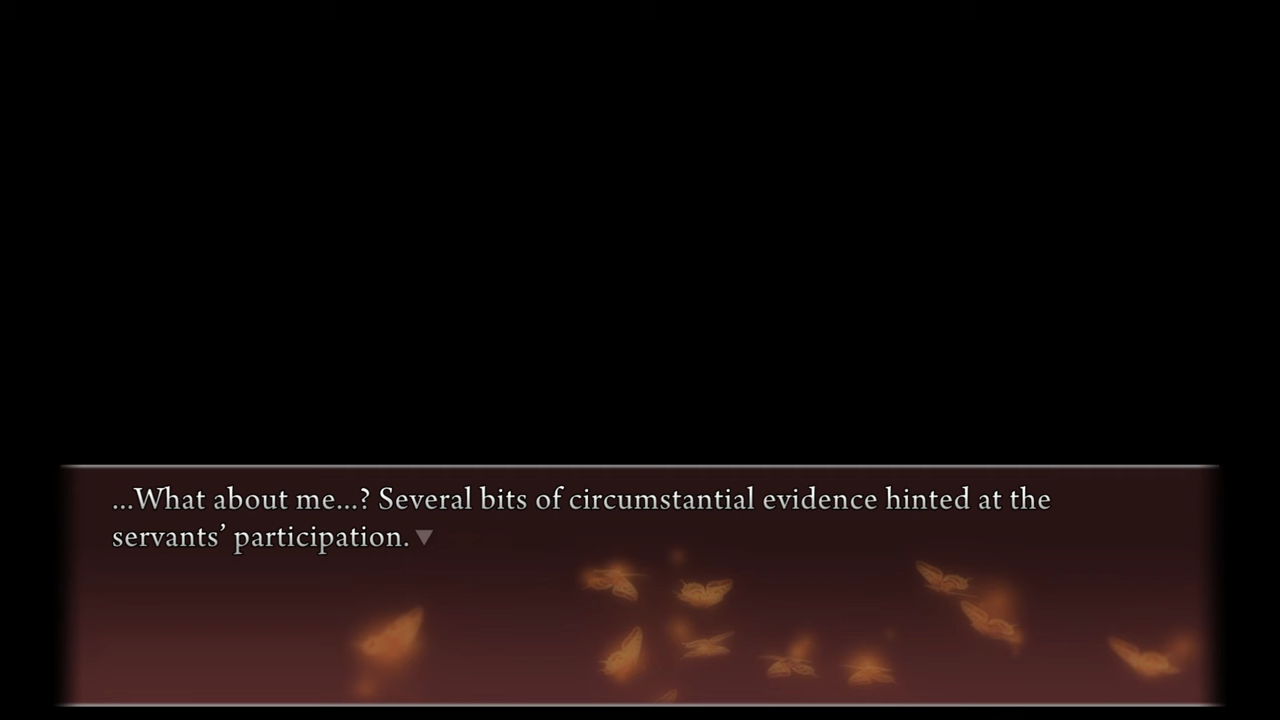 ...What about me...? Several bits of circumstantial evidence hinted at the
servants’ participation.